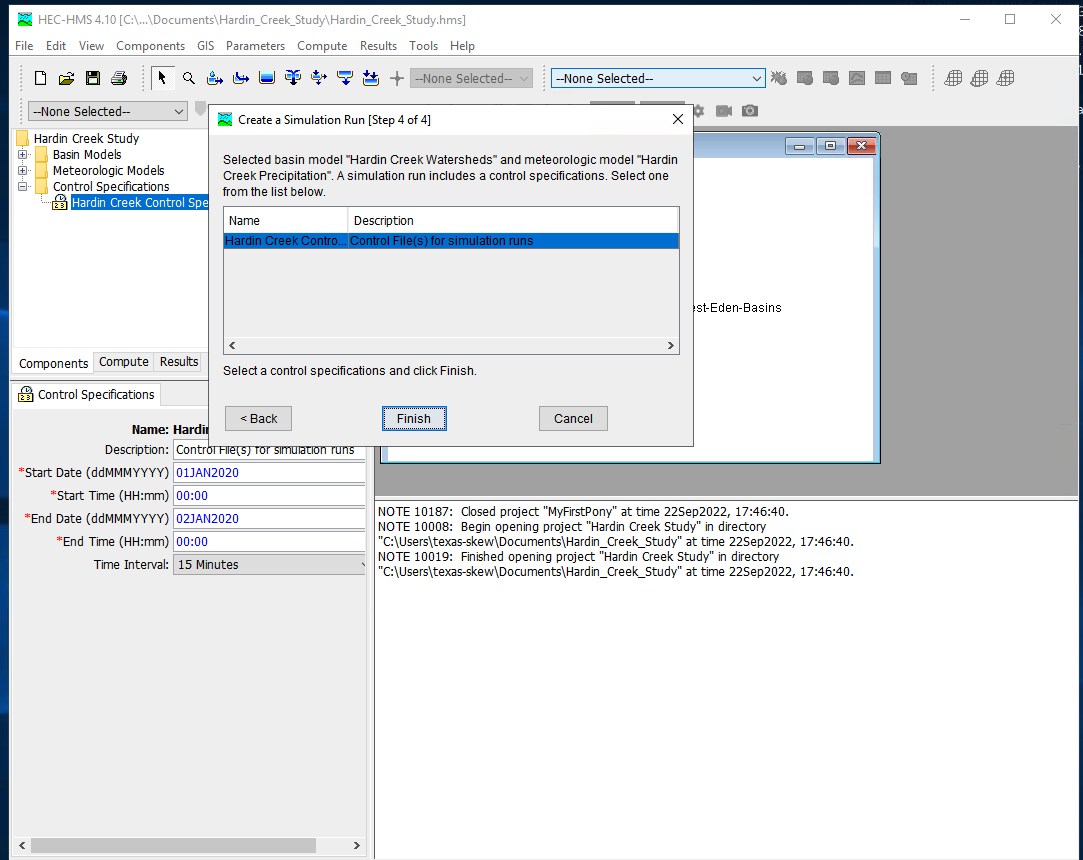 HEC-HMS 4.10 [C:\...\Documents\Hardin_Creek_Study\Hardin_Creek_Study.hms]
File Edit View Components GIS Parameters Compute Results Tools Help
--None Selected-- --None Selected--
--None Selected--
Create a Simulation Run [Step 4 of 4]
Selected basin model "Hardin Creek Watersheds" and meteorologic model "Hardin
Creek Precipitation". A simulation run includes a control specifications. Select one
from the list below.
Name Description
Hardin Creek Contro... Control File(s) for simulation runs
Select a control specifications and click Finish.
< Back Finish Cancel
Hardin Creek Study
Basin Models
Meteorologic Models
Control Specifications
Hardin Creek Control Spe
est-Eden-Basins
Components Compute Results
Control Specifications
Name: Hardin
Description: Control File(s) for simulation runs
*Start Date (ddMMMYYYY) 01JAN2020
*Start Time (HH:mm) 00:00
*End Date (ddMMMYYYY) 02JAN2020
*End Time (HH:mm) 00:00
Time Interval: 15 Minutes
NOTE 10187: Closed project "MyFirstPony" at time 22Sep2022, 17:46:40.
NOTE 10008: Begin opening project "Hardin Creek Study" in directory
"C:\Users\texas-skew\Documents\Hardin_Creek_Study" at time 22Sep2022, 17:46:40.
NOTE 10019: Finished opening project "Hardin Creek Study" in directory
"C:\Users\texas-skew\Documents\Hardin_Creek_Study" at time 22Sep2022, 17:46:40.